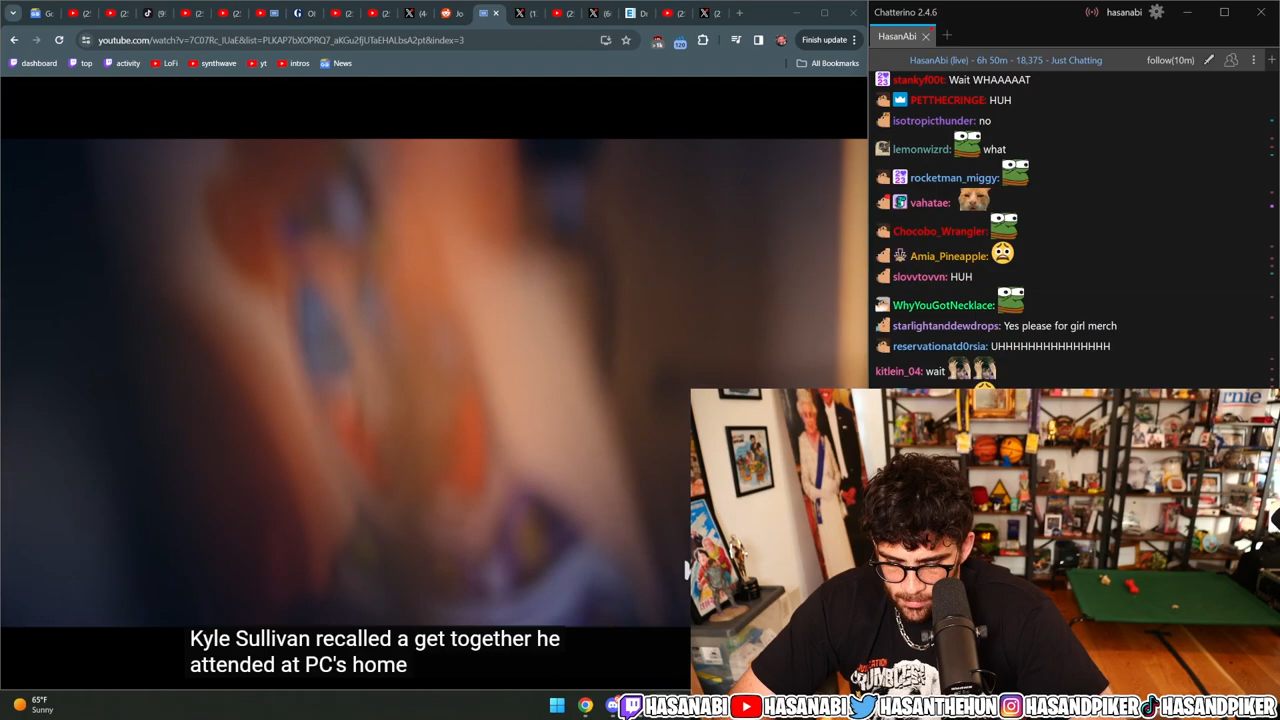 Chatterino 2.4.6
hasanabi
Finish update
youtube.com/watch?v=7C07Rc_IUaE&list=PLKAP7bXOPRQ7_aKGu2fjUTaEHALbsA2pt&index=3
dashboard
top
activity
LoFi
synthwave
yt
intros
News
All Bookmarks
HasanAbi
HasanAbi (live) - 6h 50m - 18,375 - Just Chatting
follow(10m)
stankyf00t: Wait WHAAAAAT
PETTHECRINGE: HUH
isotropicthunder: no
lemonwizrd: what
rocketman_miggy:
vahatae:
Chocobo_Wrangler:
Amia_Pineapple:
slovvtovvn: HUH
WhyYouGotNecklace:
starlightanddewdrops: Yes please for girl merch
reservationatd0rsia: UHHHHHHHHHHHHHHH
kitlein_04: wait
Kyle Sullivan recalled a get together he
attended at PC's home
65°F
Sunny
HASANABI
HASANABI
HASANTHEHUN
HASANDPIKER
HASANDPIKER